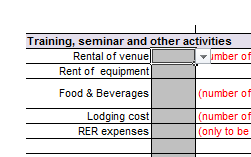 Training, seminar and other activities
Rental of venue umber of
Rent of equipment
Food & Beverages (number of
Lodging cost (number of
RER expenses (only to be